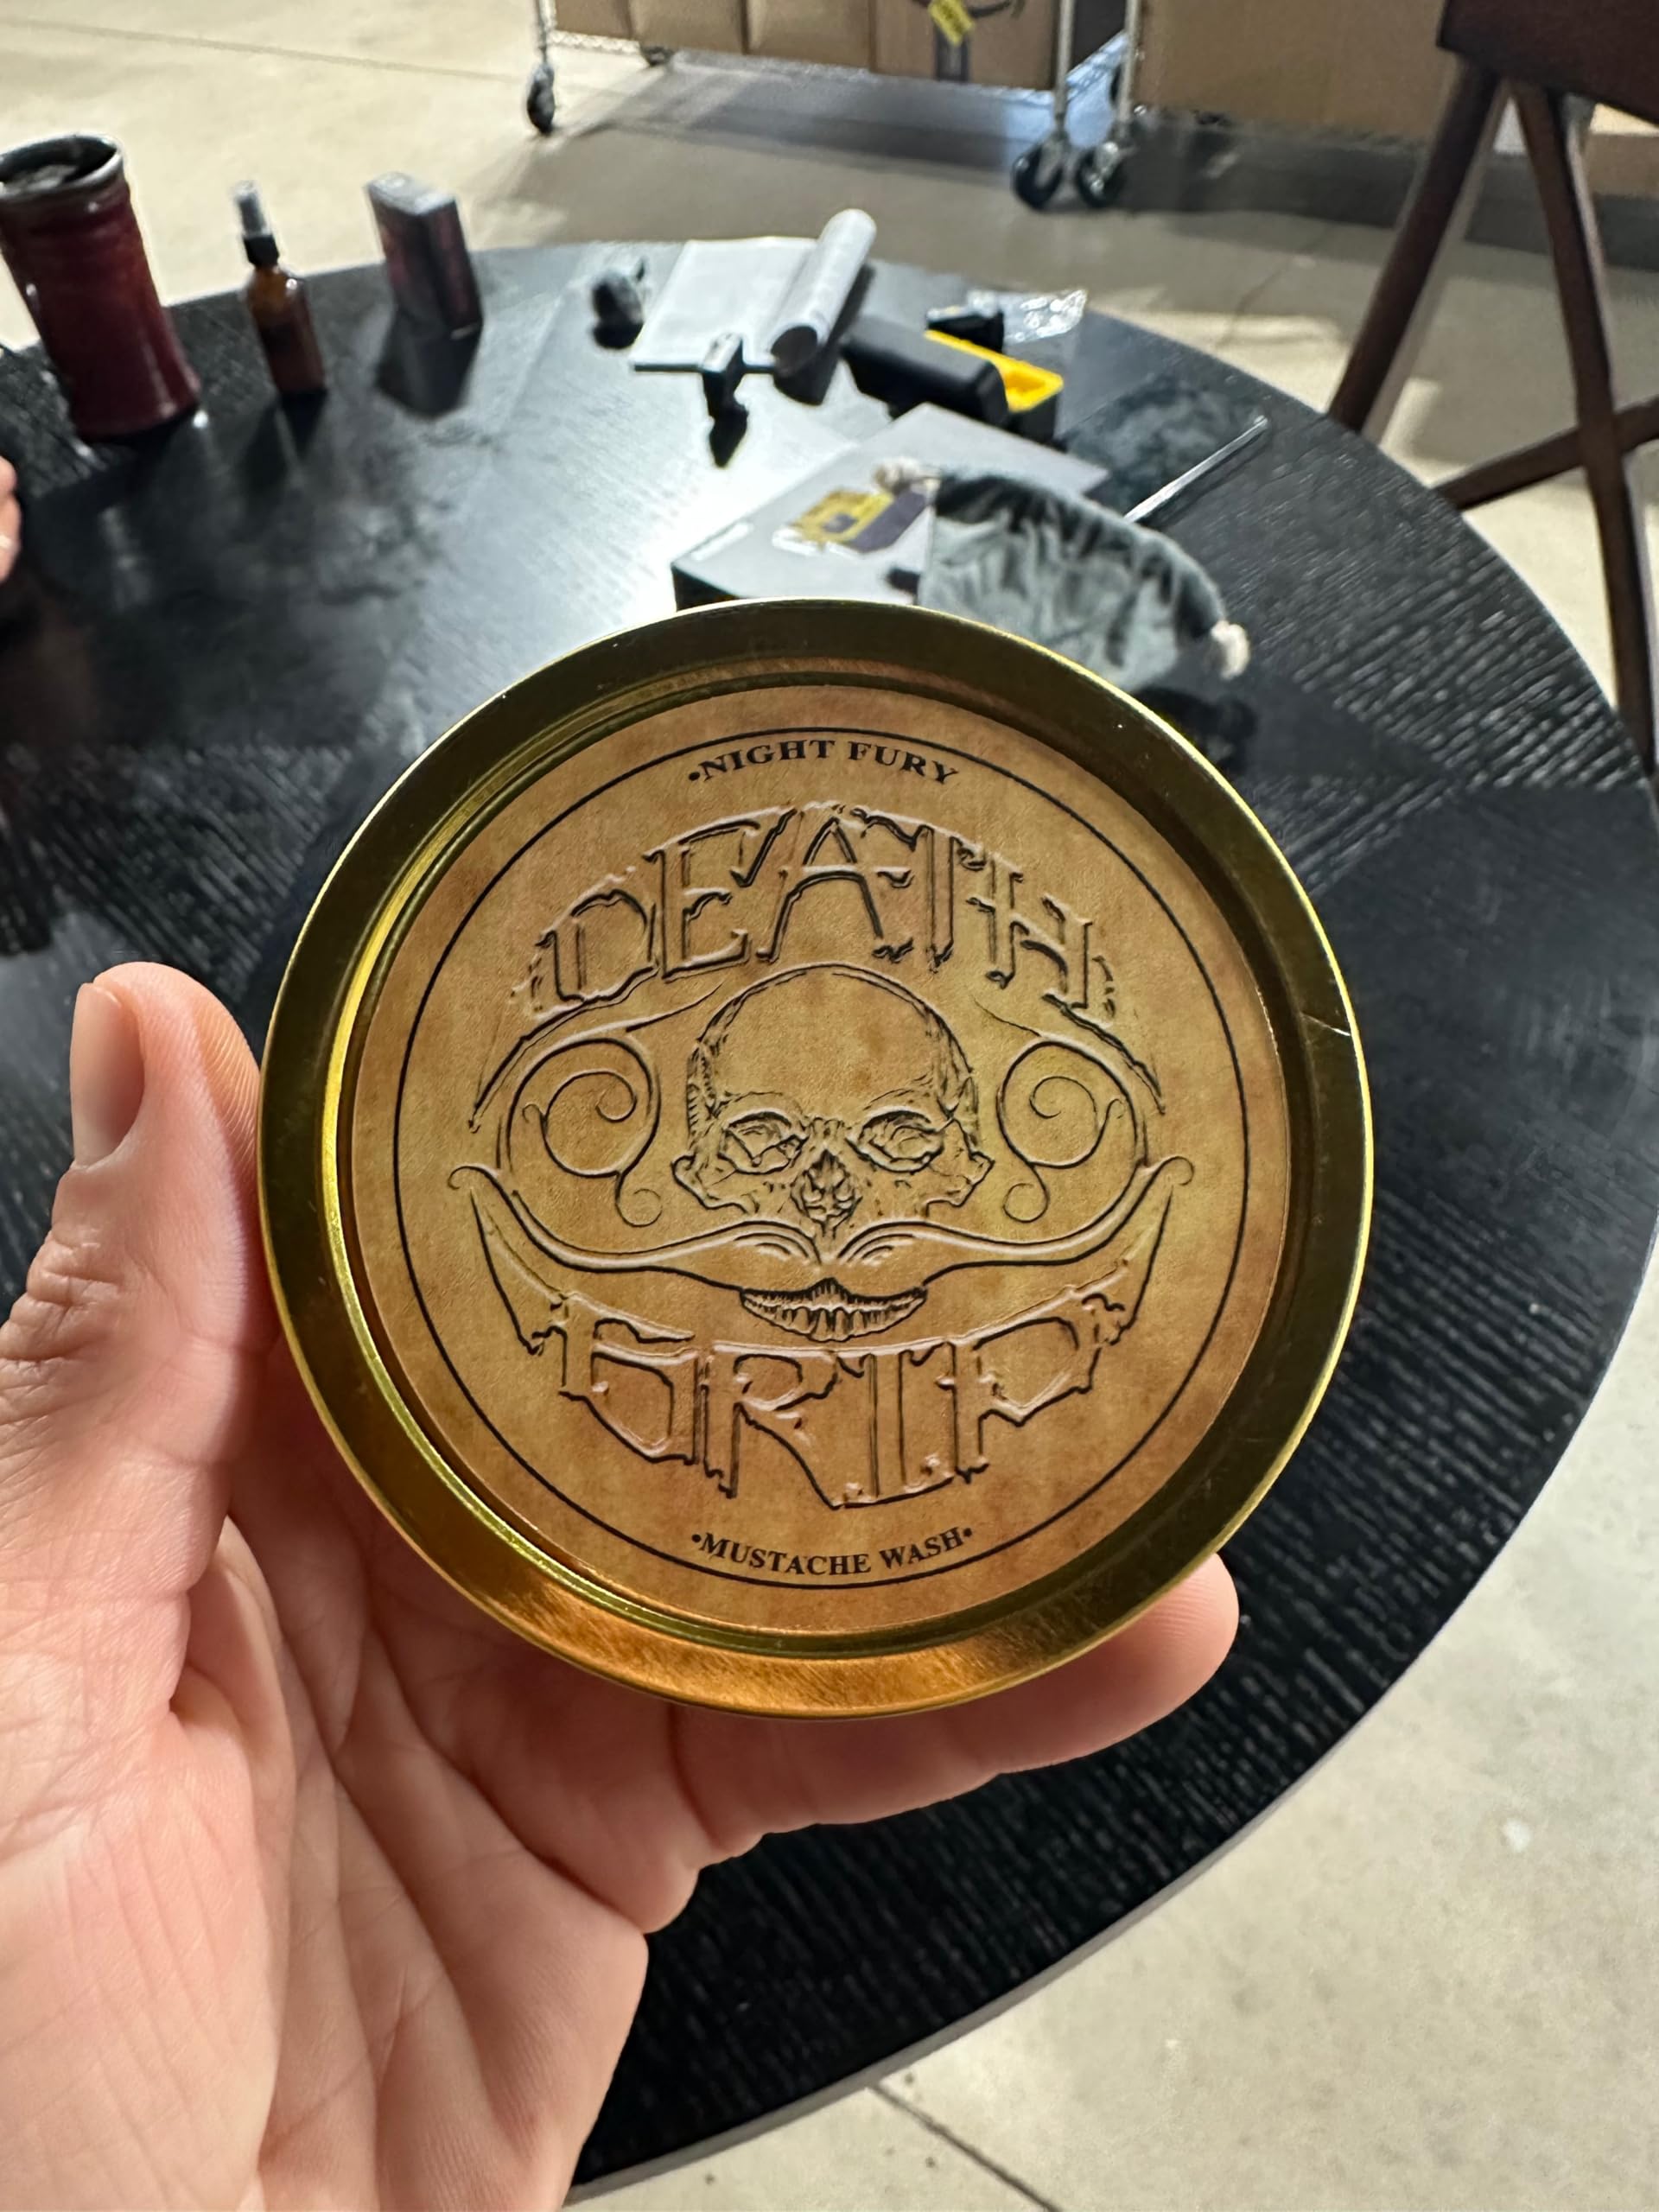 •NIGHT FURY
DEATH
GRIP
•MUSTACHE WASH•